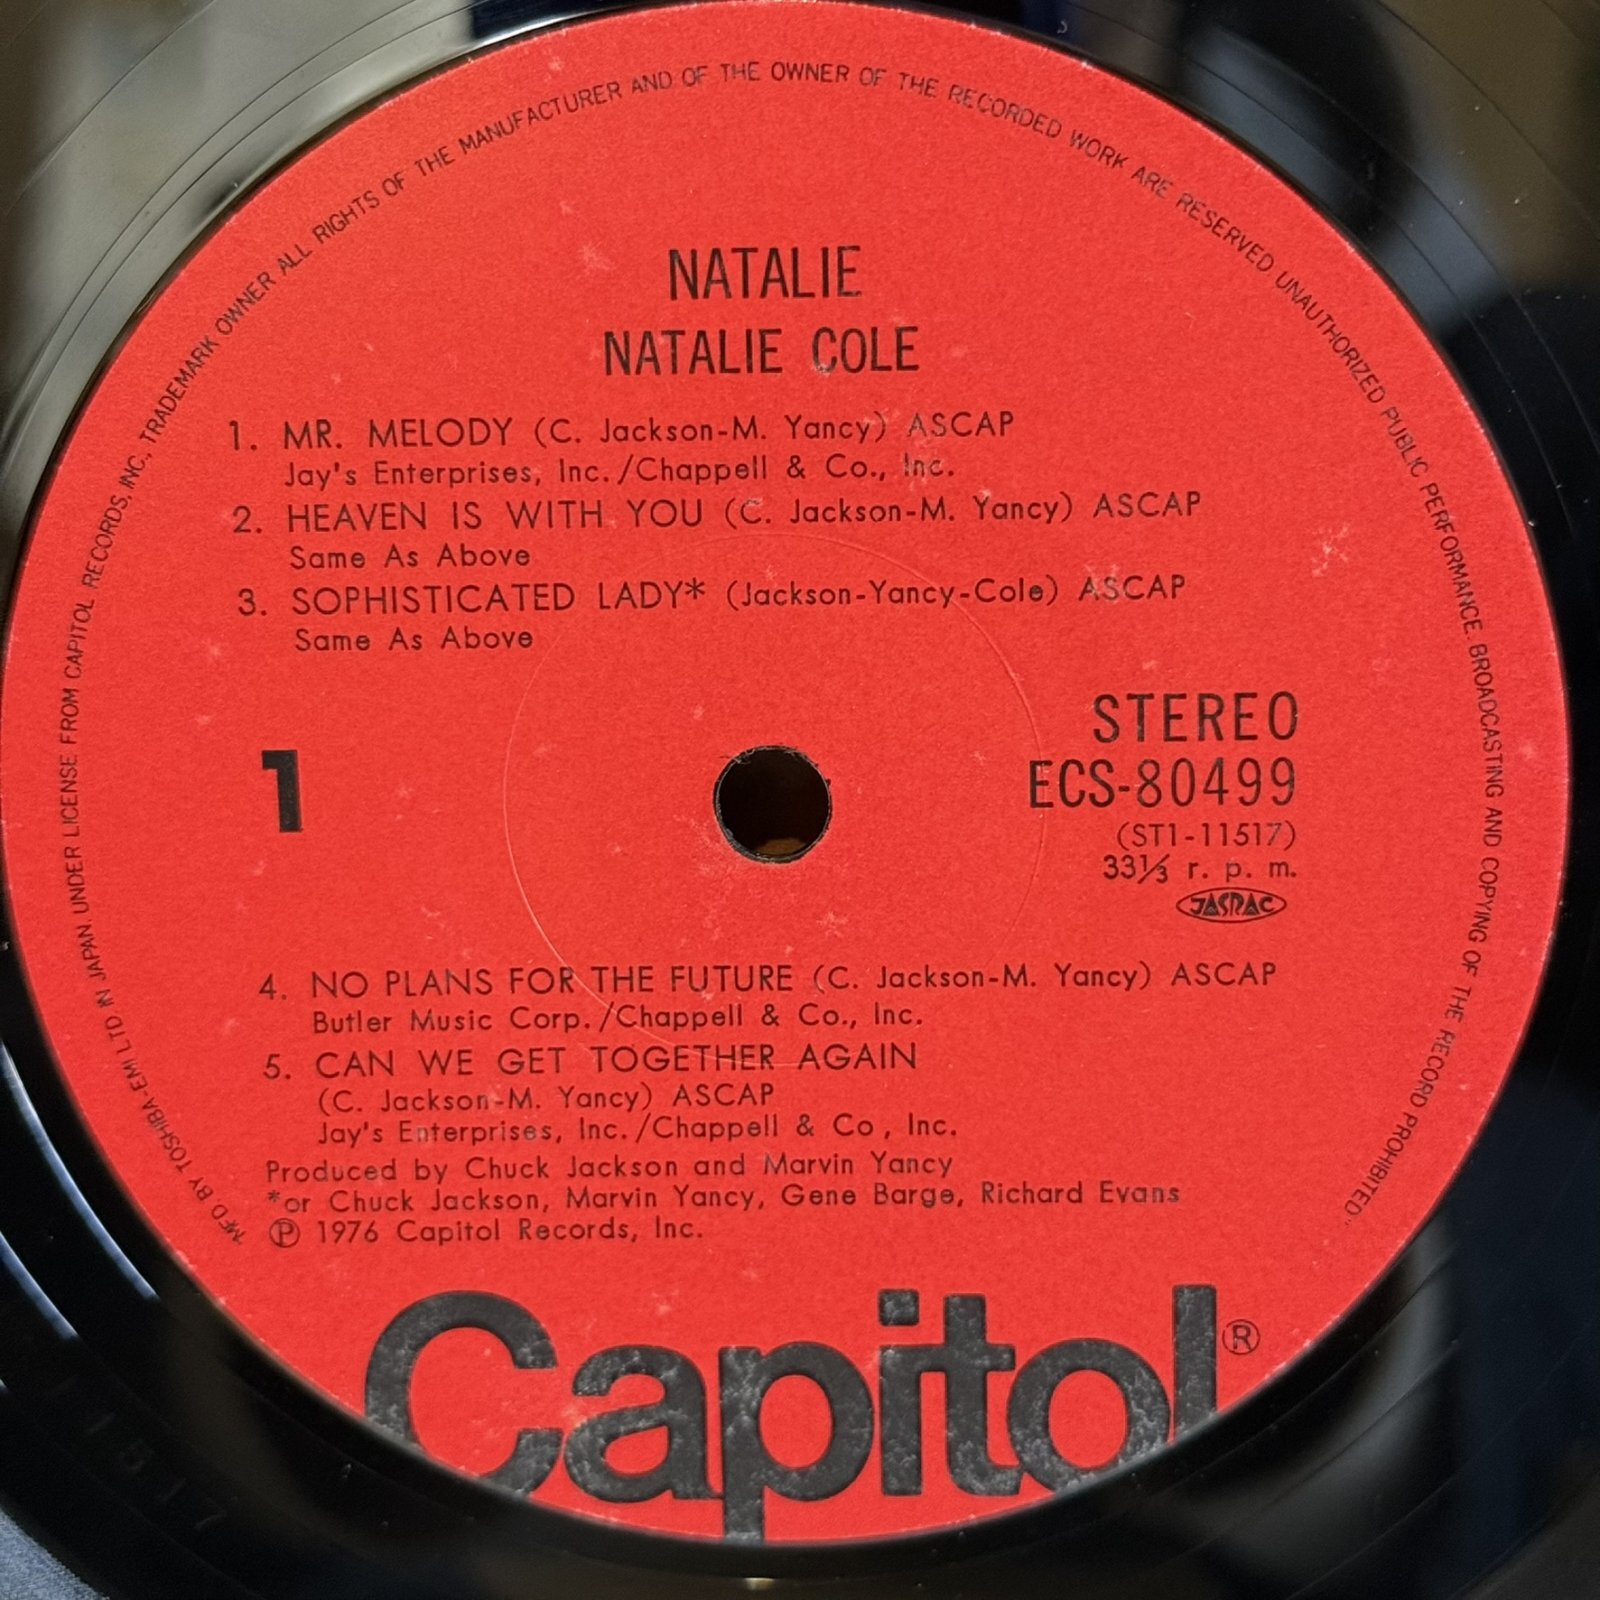 MFD BY TOSHIBA-EMI LTD IN JAPAN UNDER LICENSE FROM CAPITOL RECORDS, INC., TRADEMARK OWNER ALL RIGHTS OF THE MANUFACTURER AND OF THE OWNER OF THE RECORDED WORK ARE RESERVED UNAUTHORIZED PUBLIC PERFORMANCE. BROADCASTING AND COPYING OF THE RECORD PROHIBITED"
NATALIE
NATALIE COLE
1. MR. MELODY (C. Jackson-M. Yancy) ASCAP
Jay's Enterprises, Inc./Chappell & Co., Inc.
2. HEAVEN IS WITH YOU (C. Jackson-M. Yancy) ASCAP
Same As Above
3. SOPHISTICATED LADY* (Jackson-Yancy-Cole) ASCAP
Same As Above
1
STEREO
ECS-80499
(ST1-11517)
33⅓ r. p. m.
JASRAC
4. NO PLANS FOR THE FUTURE (C. Jackson-M. Yancy) ASCAP
Butler Music Corp./Chappell & Co., Inc.
5. CAN WE GET TOGETHER AGAIN
(C. Jackson-M. Yancy) ASCAP
Jay's Enterprises, Inc./Chappell & Co, Inc.
Produced by Chuck Jackson and Marvin Yancy
*or Chuck Jackson, Marvin Yancy, Gene Barge, Richard Evans
℗ 1976 Capitol Records, Inc.
Capitol®